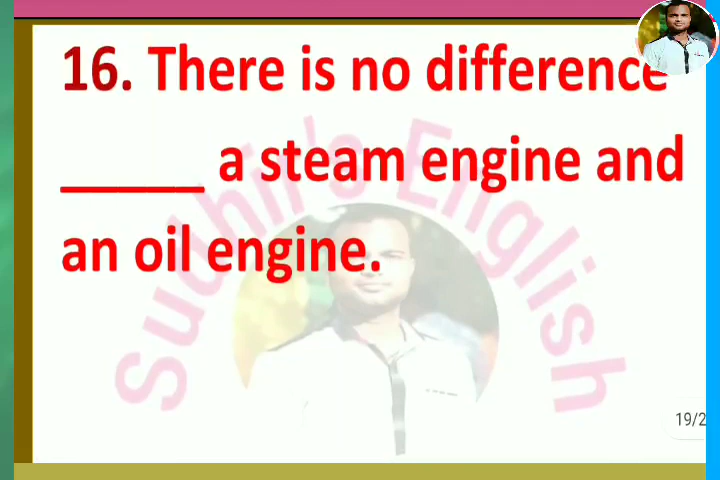 16. There is no difference
_____ a steam engine and
an oil engine.
Sudhir's English
19/2